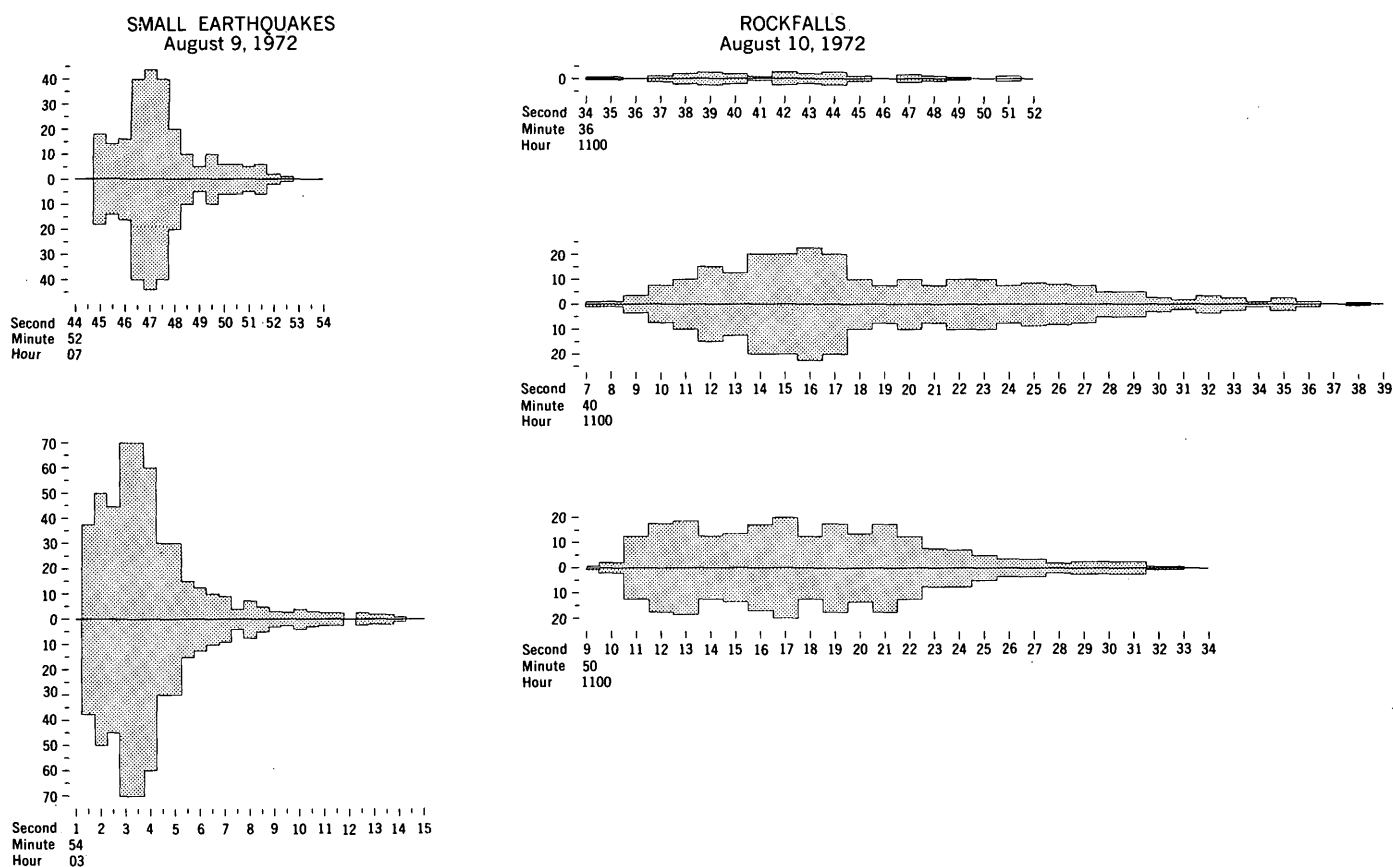 SMALL EARTHQUAKES
August 9, 1972
40
30
20
10
0
10
20
30
40
Second 44 45 46 47 48 49 50 51 52 53 54
Minute 52
Hour 07
70
60
50
40
30
20
10
0
10
20
30
40
50
60
70
Second 1 2 3 4 5 6 7 8 9 10 11 12 13 14 15
Minute 54
Hour 03
ROCKFALLS
August 10, 1972
0
Second 34 35 36 37 38 39 40 41 42 43 44 45 46 47 48 49 50 51 52
Minute 36
Hour 1100
20
10
0
10
20
Second 7 8 9 10 11 12 13 14 15 16 17 18 19 20 21 22 23 24 25 26 27 28 29 30 31 32 33 34 35 36 37 38 39
Minute 40
Hour 1100
20
10
0
10
20
Second 9 10 11 12 13 14 15 16 17 18 19 20 21 22 23 24 25 26 27 28 29 30 31 32 33 34
Minute 50
Hour 1100